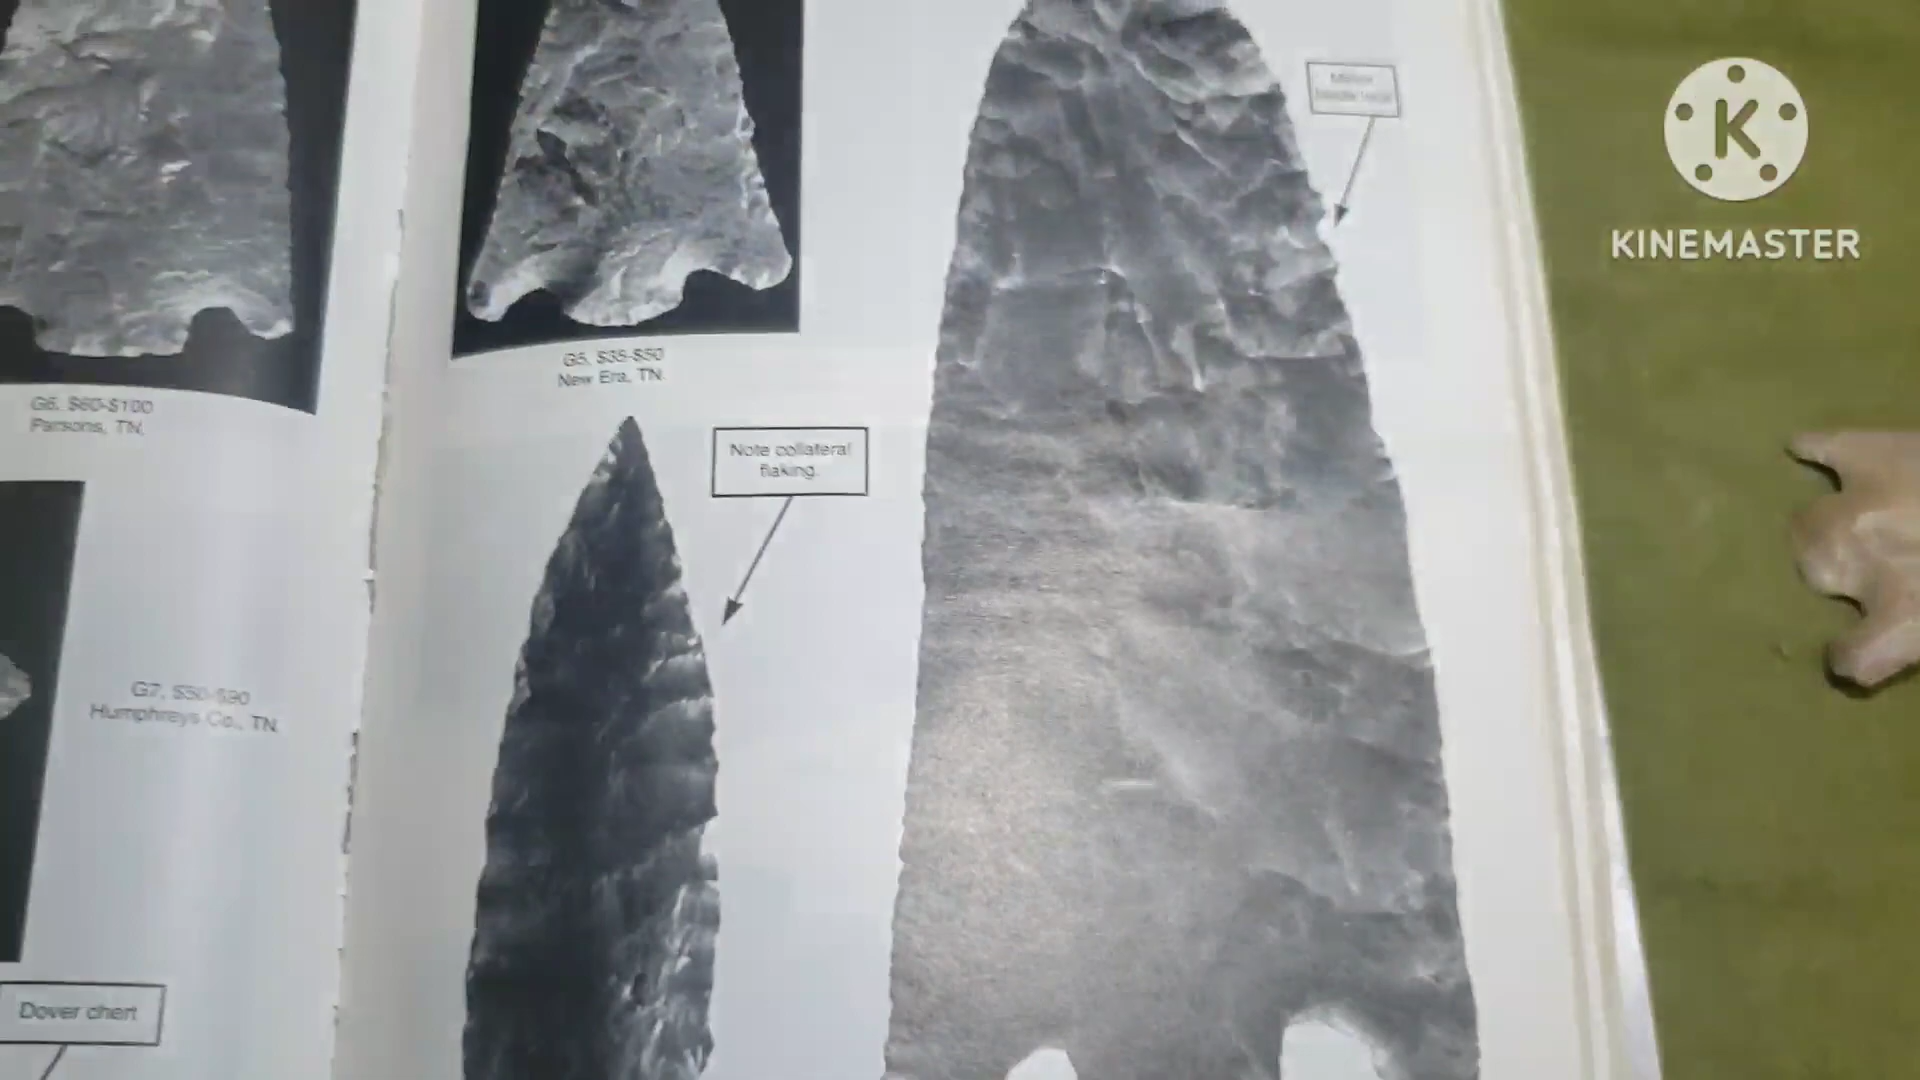 G6, $60-$100
Parsons, TN.
G7, $50-$90
Humphreys Co., TN.
Dover chert
G5, $35-$50
New Era, TN.
Note collateral
flaking.
K
KINEMASTER